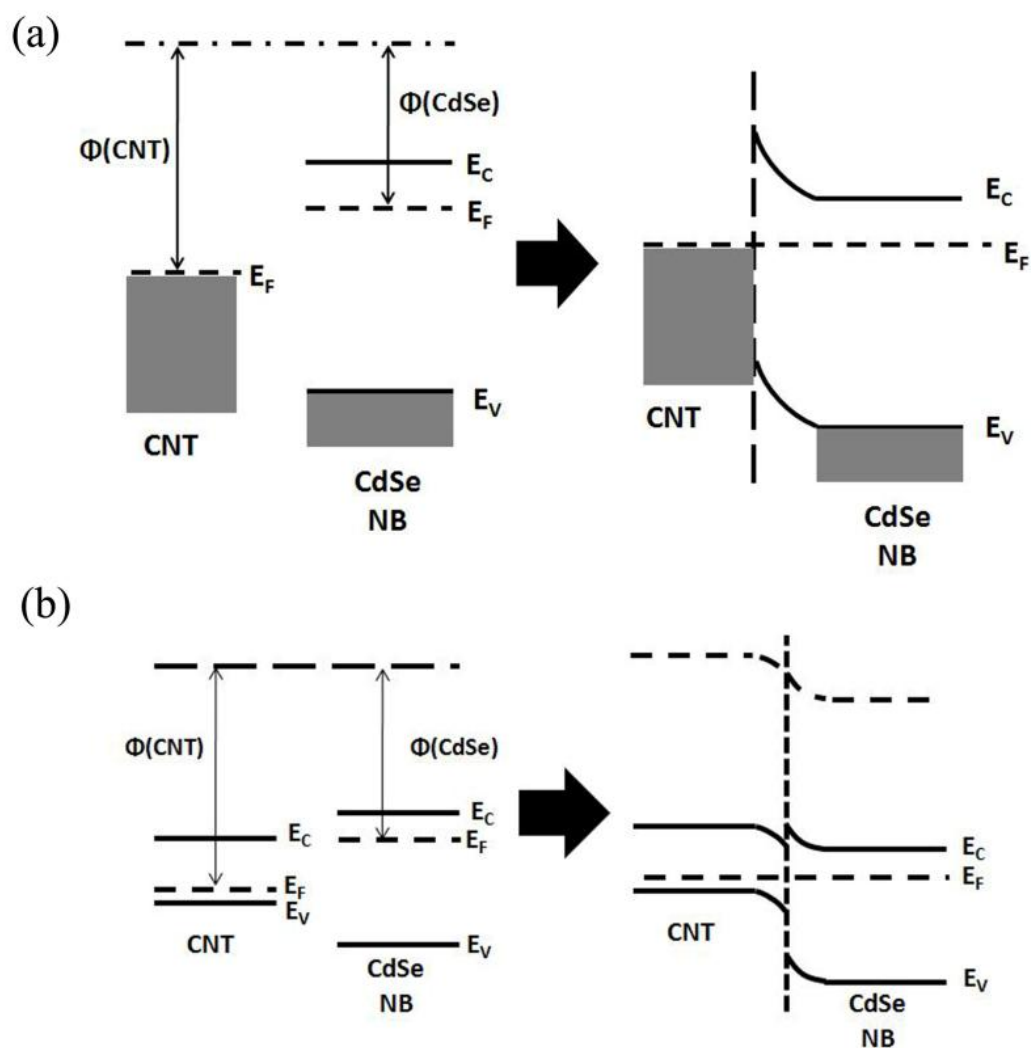 (a)
Φ(CNT)
Φ(CdSe)
E_C
E_F
E_F
E_V
CNT
CdSe
NB
E_C
E_F
E_V
CNT
CdSe
NB
(b)
Φ(CNT)
Φ(CdSe)
E_C
E_F
E_V
CNT
E_C
E_F
E_V
CdSe
NB
E_C
E_F
E_V
CNT
CdSe
NB